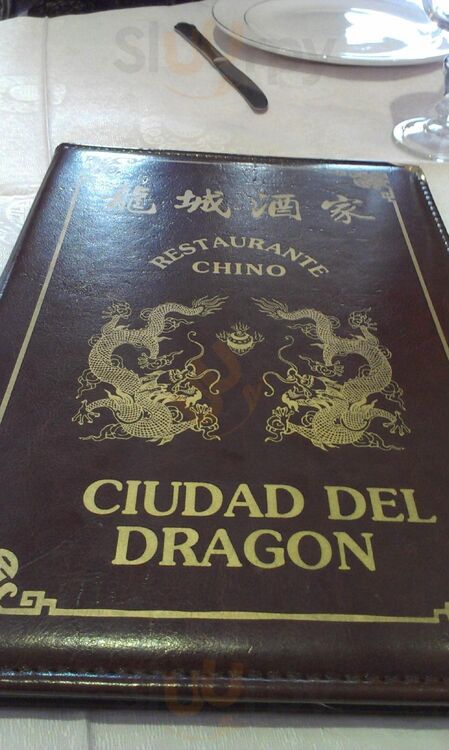 龍城酒家
RESTAURANTE
CHINO
CIUDAD DEL
DRAGON